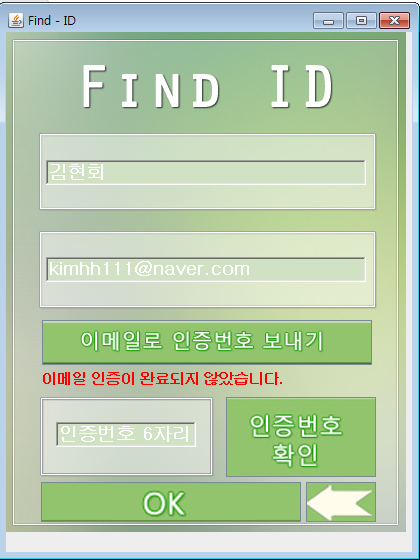 Find - ID
FIND ID
김현회
kimhh111@naver.com
이메일로 인증번호 보내기
이메일 인증이 완료되지 않았습니다.
인증번호 6자리
인증번호
확인
OK